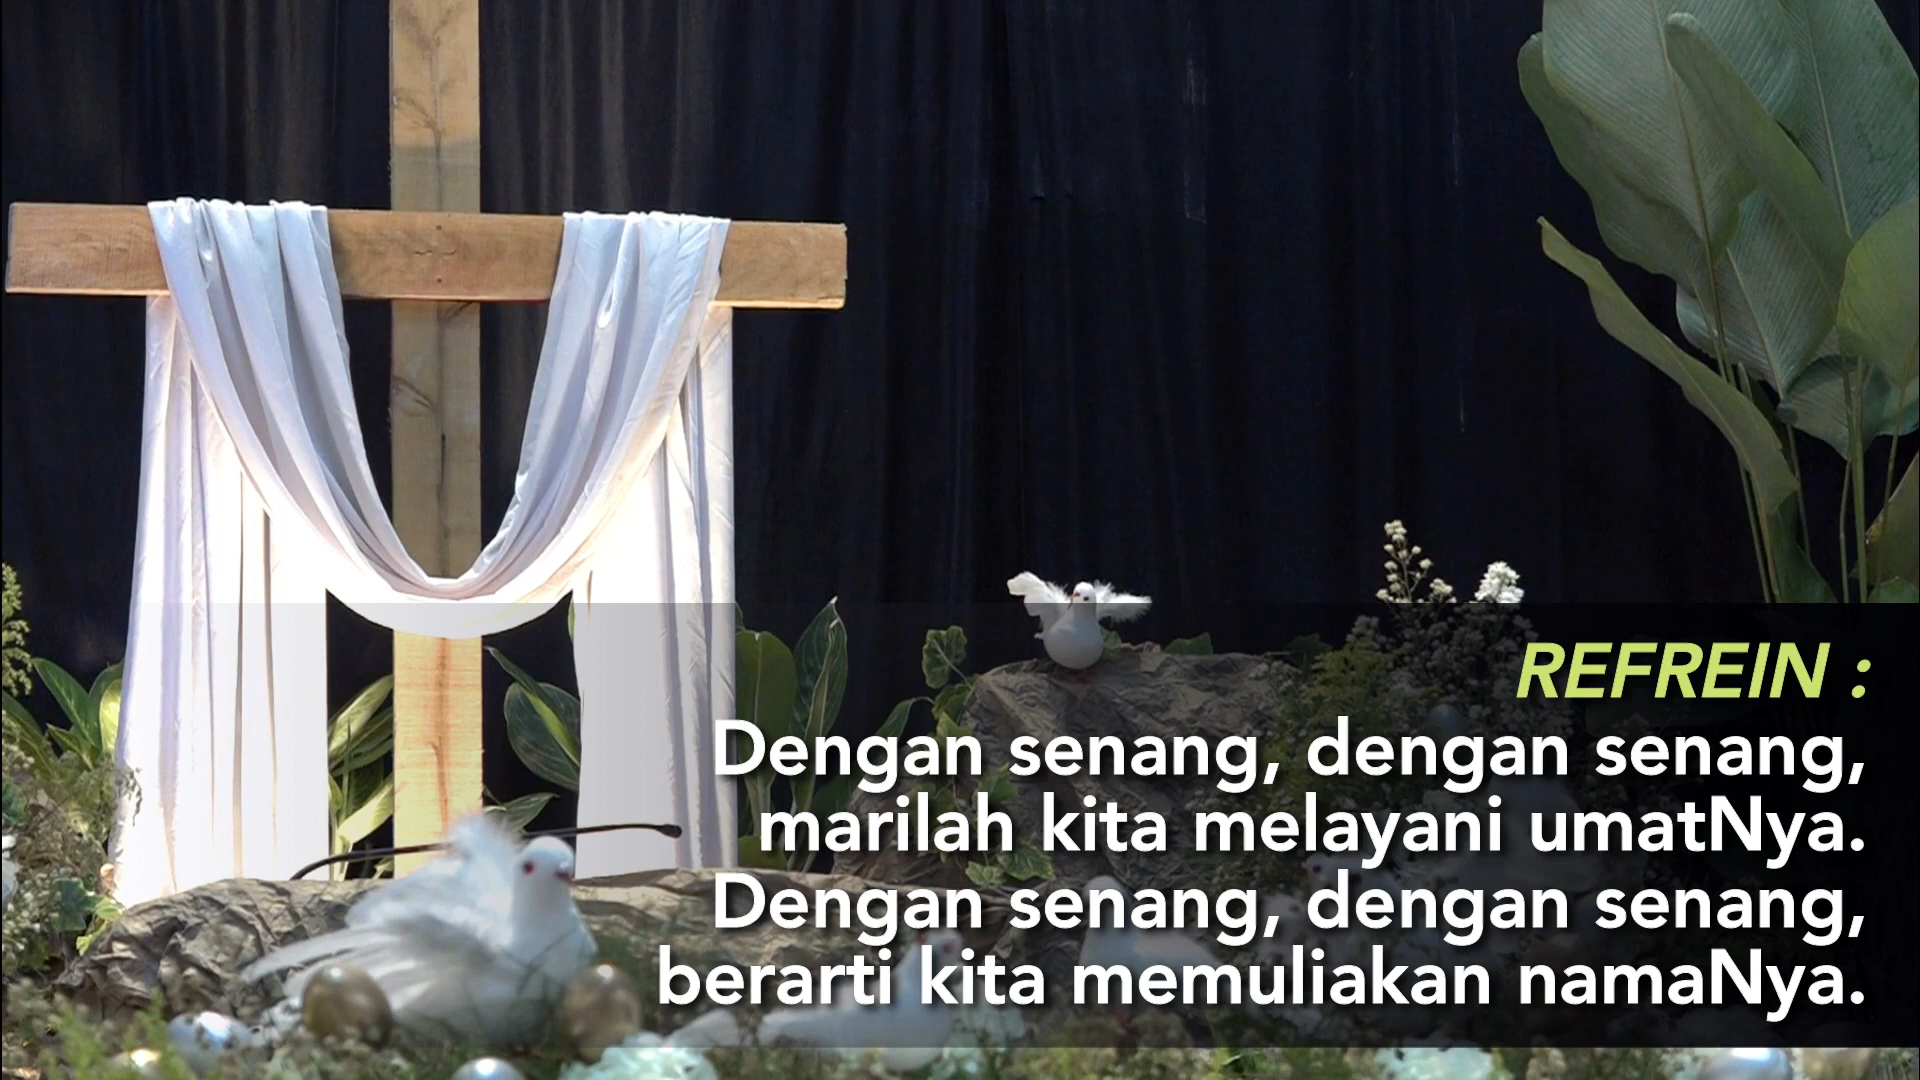 REFREIN :
Dengan senang, dengan senang,
marilah kita melayani umatNya.
Dengan senang, dengan senang,
berarti kita memuliakan namaNya.